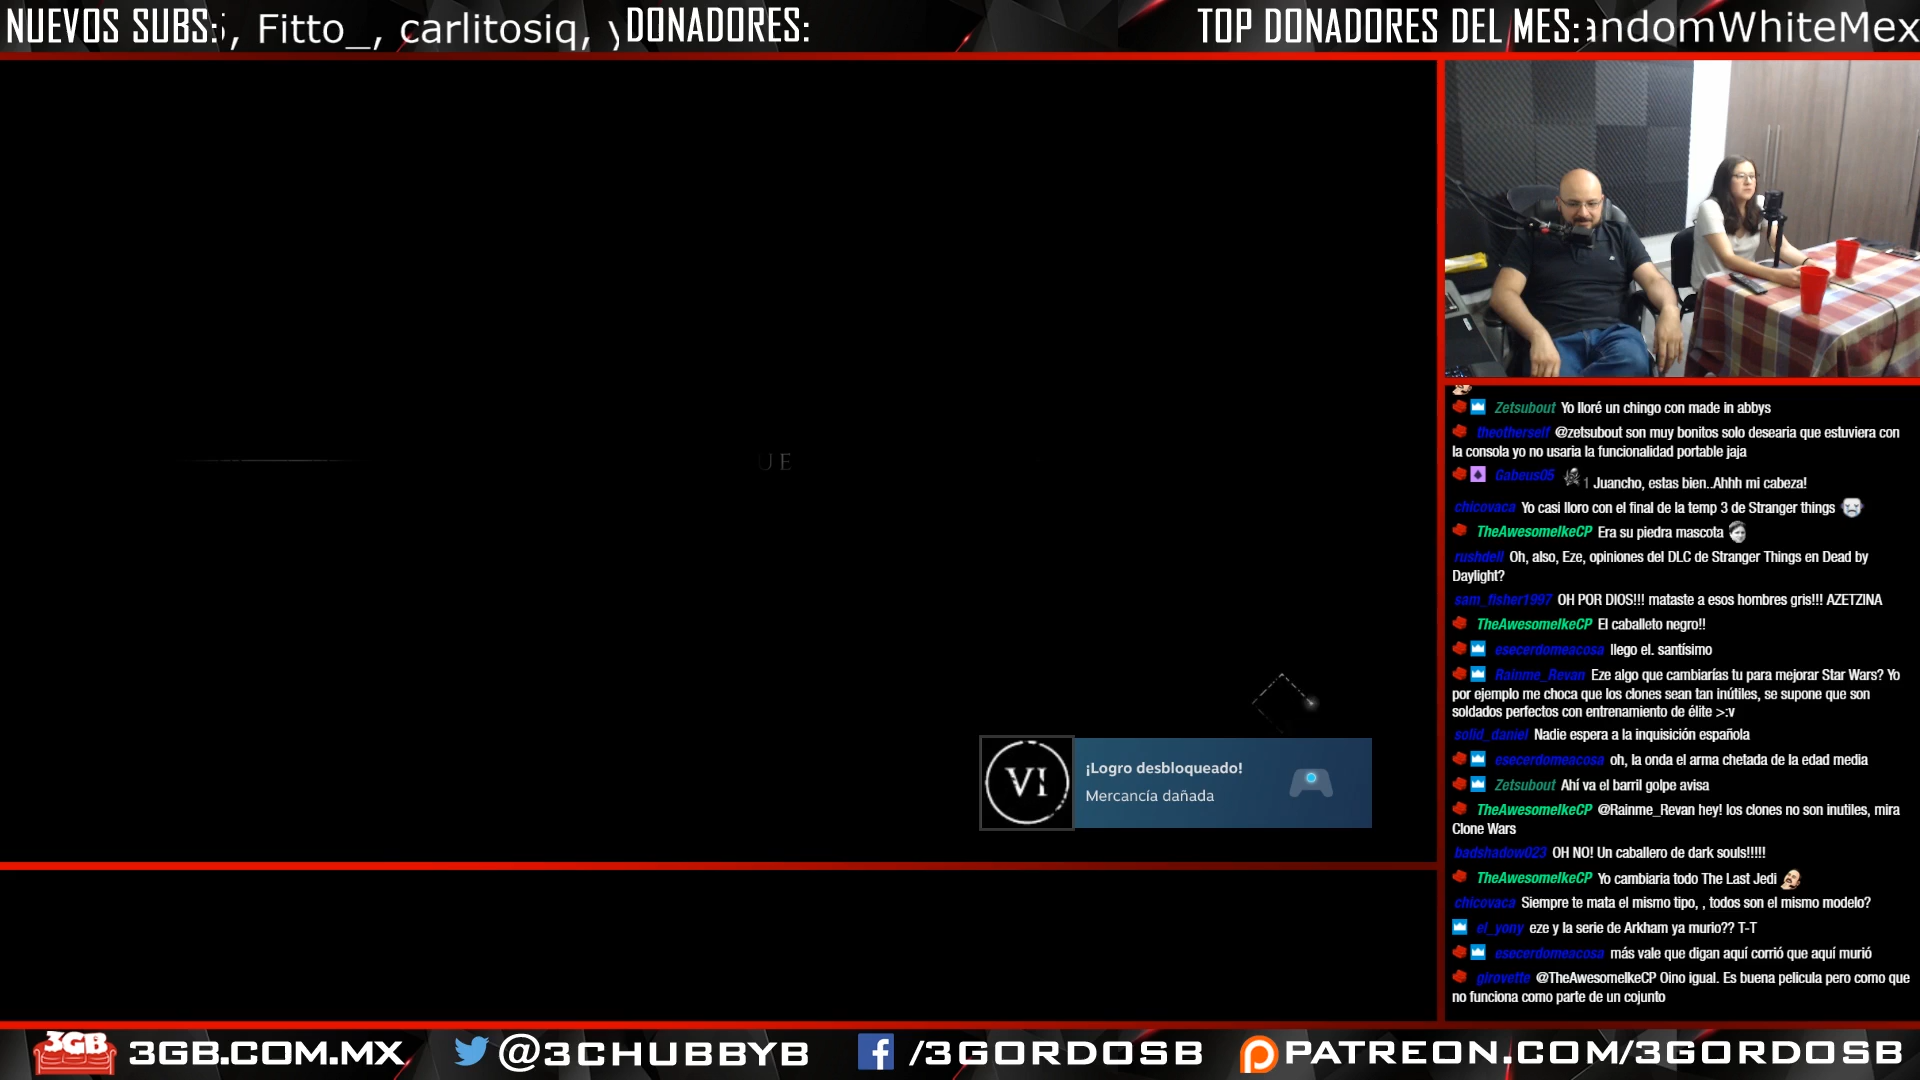 NUEVOS SUBS:
, Fitto_, carlitosiq, y
DONADORES:
TOP DONADORES DEL MES:
ndomWhiteMex
UE
VI
¡Logro desbloqueado!
Mercancía dañada
Zetsubout Yo lloré un chingo con made in abbys
theotherself @zetsubout son muy bonitos solo desearia que estuviera con
la consola yo no usaria la funcionalidad portable jaja
Gabeus05 1 Juancho, estas bien..Ahhh mi cabeza!
chicovaca Yo casi lloro con el final de la temp 3 de Stranger things
TheAwesomeIkeCP Era su piedra mascota
rushdell Oh, also, Eze, opiniones del DLC de Stranger Things en Dead by
Daylight?
sam_fisher1997 OH POR DIOS!!! mataste a esos hombres gris!!! AZETZINA
TheAwesomeIkeCP El caballeto negro!!
esecerdomeacosa llego el. santísimo
Rainme_Revan Eze algo que cambiarías tu para mejorar Star Wars? Yo
por ejemplo me choca que los clones sean tan inútiles, se supone que son
soldados perfectos con entrenamiento de élite >:v
solid_daniel Nadie espera a la inquisición española
esecerdomeacosa oh, la onda el arma chetada de la edad media
Zetsubout Ahí va el barril golpe avisa
TheAwesomeIkeCP @Rainme_Revan hey! los clones no son inutiles, mira
Clone Wars
badshadow023 OH NO! Un caballero de dark souls!!!!!
TheAwesomeIkeCP Yo cambiaria todo The Last Jedi
chicovaca Siempre te mata el mismo tipo, , todos son el mismo modelo?
el_yony eze y la serie de Arkham ya murio?? T-T
esecerdomeacosa más vale que digan aquí corrió que aquí murió
girovette @TheAwesomeIkeCP Oino igual. Es buena pelicula pero como que
no funciona como parte de un cojunto
3GB
3GB.COM.MX
@3CHUBBYB
/3GORDOSB
PATREON.COM/3GORDOSB